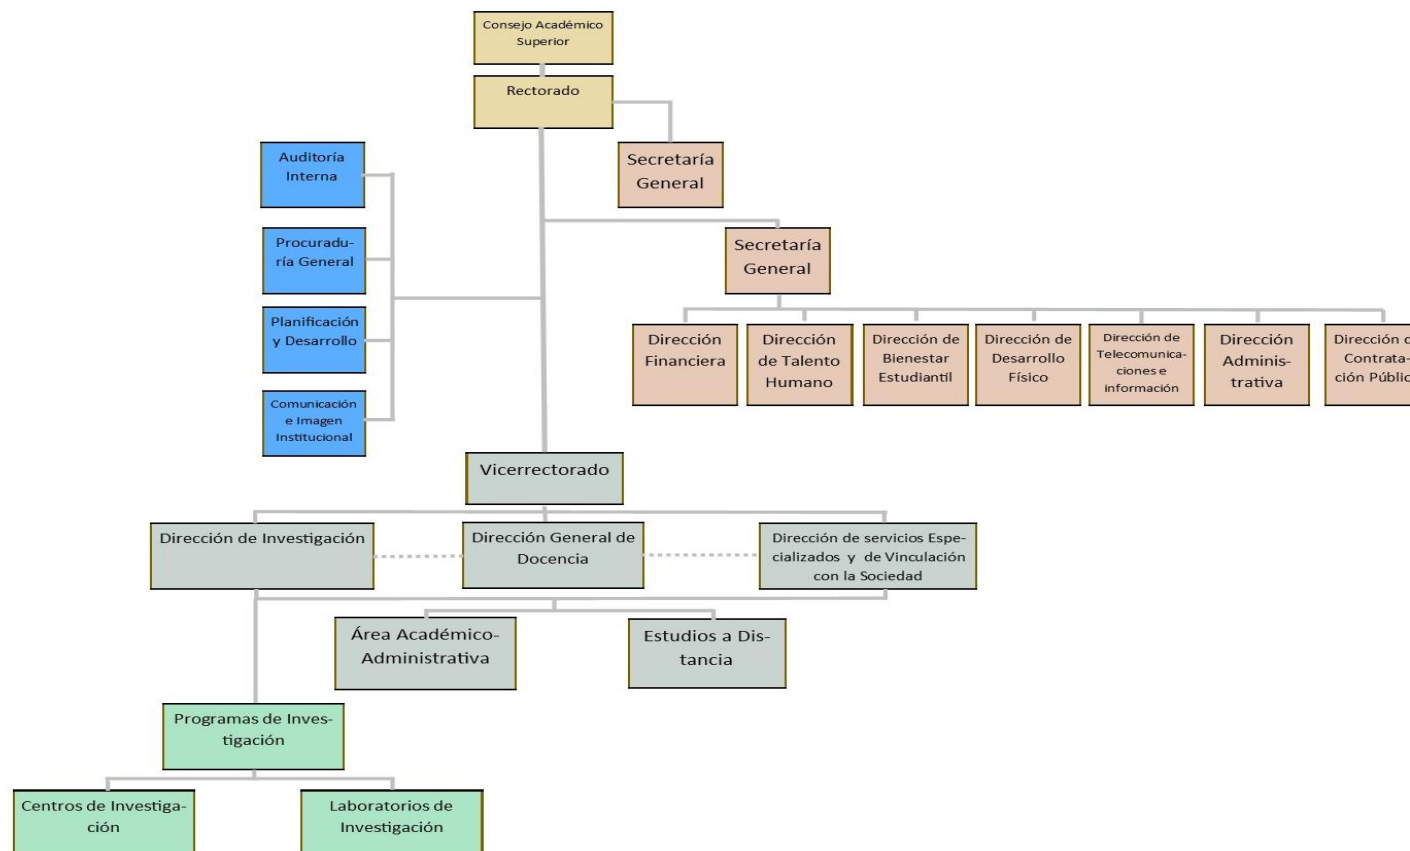 Consejo Académico
Superior
Rectorado
Auditoría
Interna
Secretaría
General
Procuradu-
ría General
Secretaría
General
Planificación
y Desarrollo
Dirección
Financiera
Dirección
de Talento
Humano
Dirección de
Bienestar
Estudiantil
Dirección de
Desarrollo
Físico
Dirección de
Telecomunica-
ciones e
información
Dirección
Adminis-
trativa
Dirección d
Contrata-
ción Públic
Comunicación
e Imagen
Institucional
Vicerrectorado
Dirección de Investigación
Dirección General de
Docencia
Dirección de servicios Espe-
cializados y de Vinculación
con la Sociedad
Área Académico-
Administrativa
Estudios a Dis-
tancia
Programas de Inves-
tigación
Centros de Investiga-
ción
Laboratorios de
Investigación